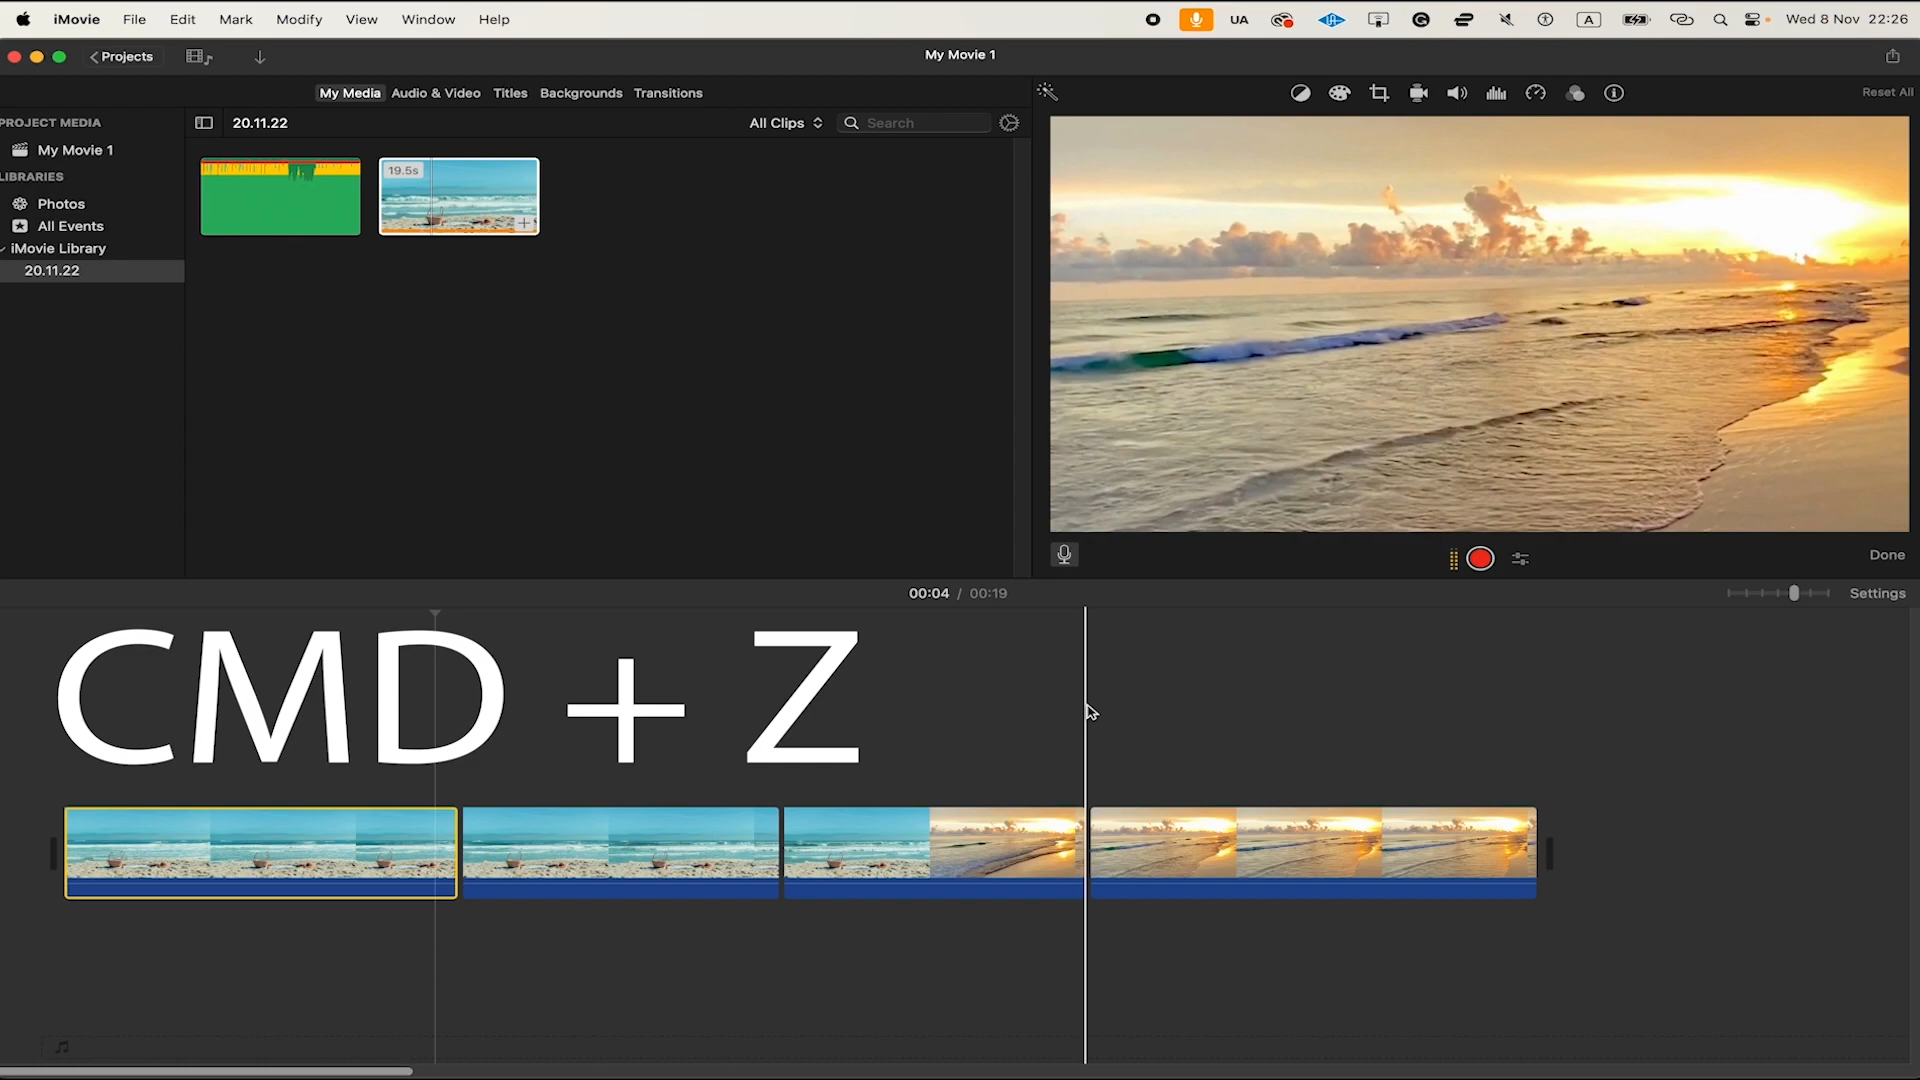 iMovie File Edit Mark Modify View Window Help
UA
A
Wed 8 Nov 22:26
Projects
My Movie 1
My Media Audio & Video Titles Backgrounds Transitions
Reset All
PROJECT MEDIA
My Movie 1
LIBRARIES
Photos
All Events
iMovie Library
20.11.22
20.11.22
All Clips
Search
19.5s
Done
00:04 / 00:19
Settings
CMD + Z